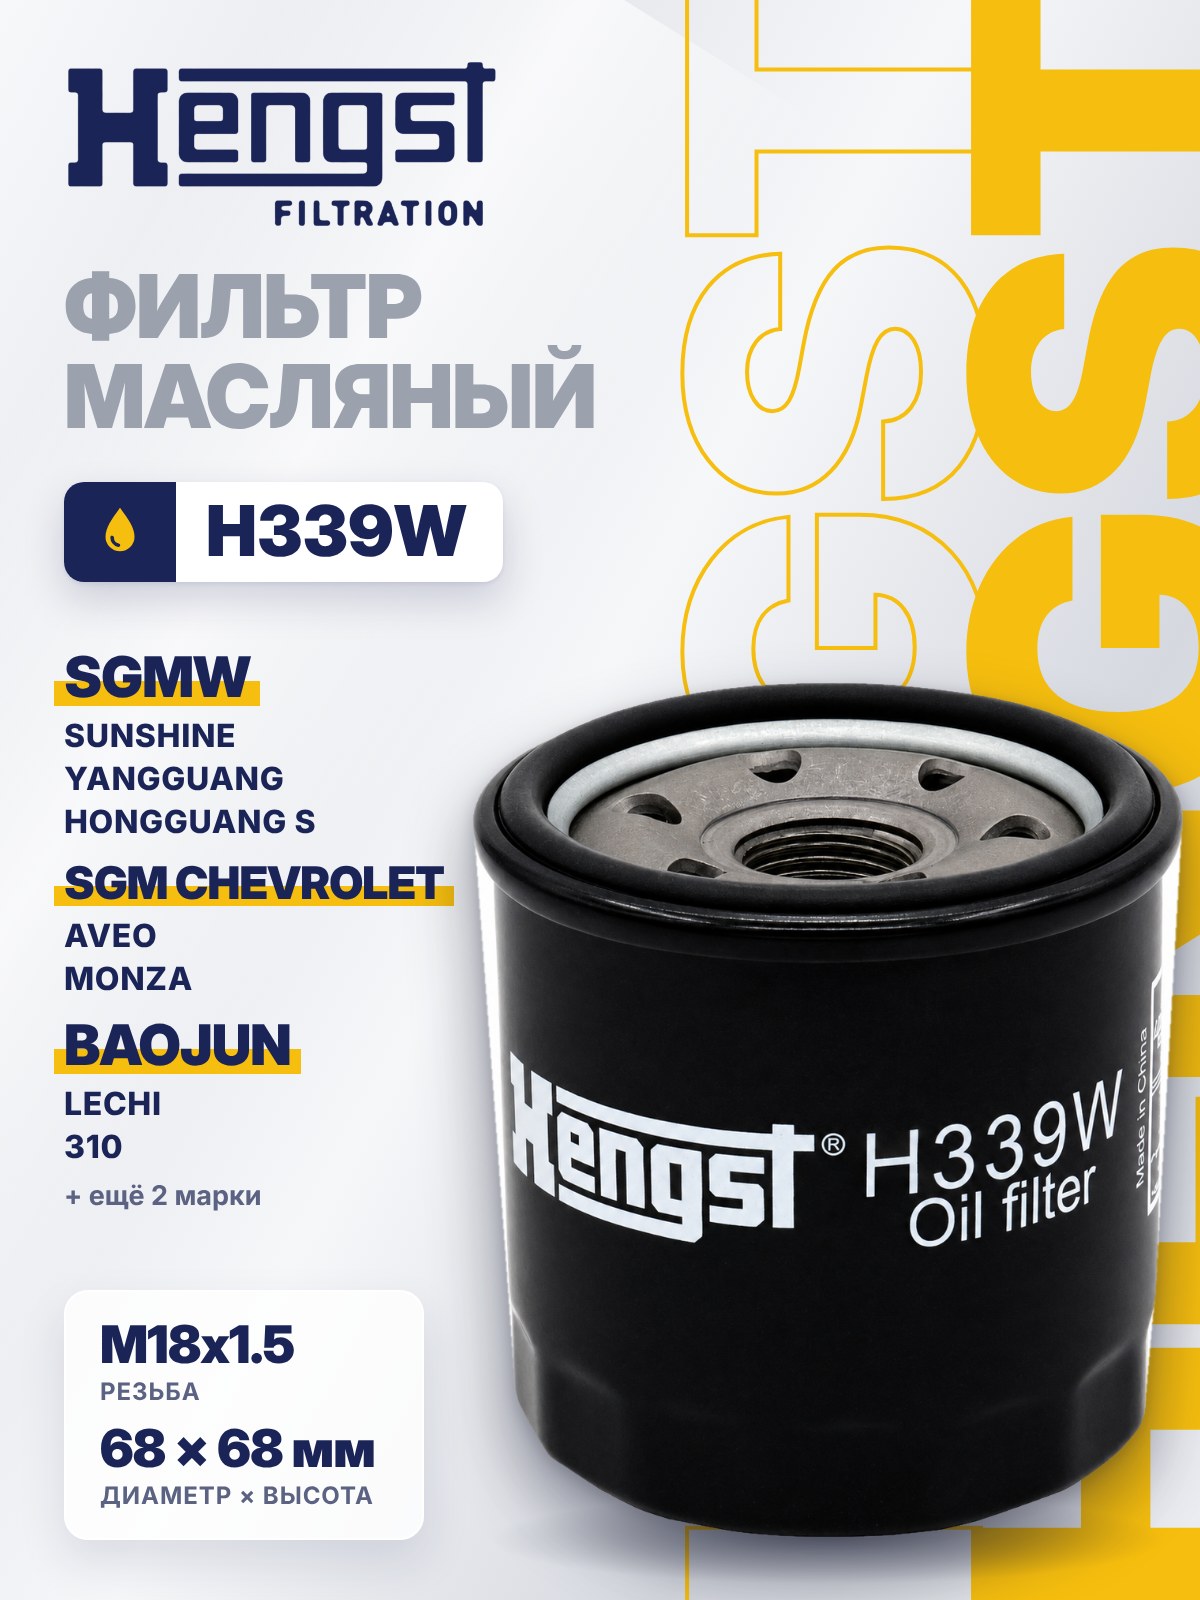 Hengst
FILTRATION
ФИЛЬТР
МАСЛЯНЫЙ
H339W
SGMW
SUNSHINE
YANGGUANG
HONGGUANG S
SGM CHEVROLET
AVEO
MONZA
BAOJUN
LECHI
310
+ ещё 2 марки
M18x1.5
РЕЗЬБА
68 × 68 мм
ДИАМЕТР × ВЫСОТА
Hengst® H339W
Oil filter
Made in China